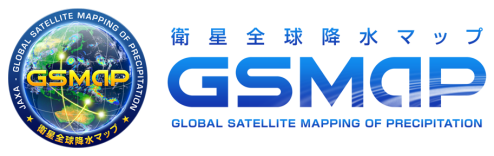 JAXA · GLOBAL SATELLITE MAPPING OF PRECIPITATION
GSMaP
★ 衛星全球降水マップ ★
衛星全球降水マップ
GSMaP
GLOBAL SATELLITE MAPPING OF PRECIPITATION